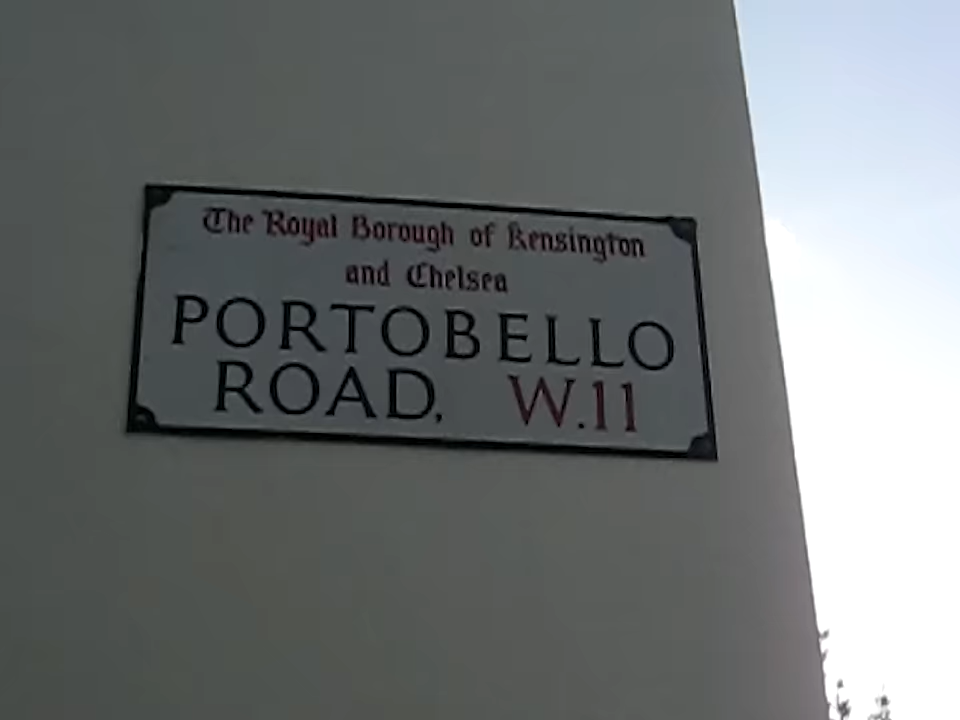 The Royal Borough of Kensington
and Chelsea
PORTOBELLO
ROAD, W.11